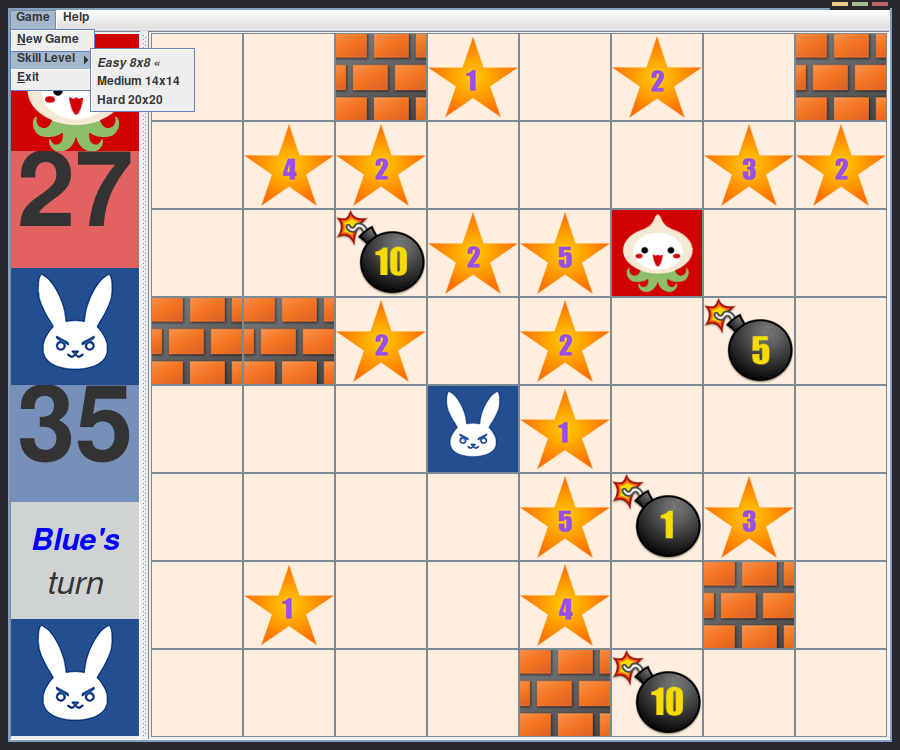 Game Help
New Game
Skill Level
Exit
Easy 8x8 «
Medium 14x14
Hard 20x20
27
35
Blue's
turn
1 2
4 2 3 2
10 2 5
2 2 5
1
5 1 3
1 4
10